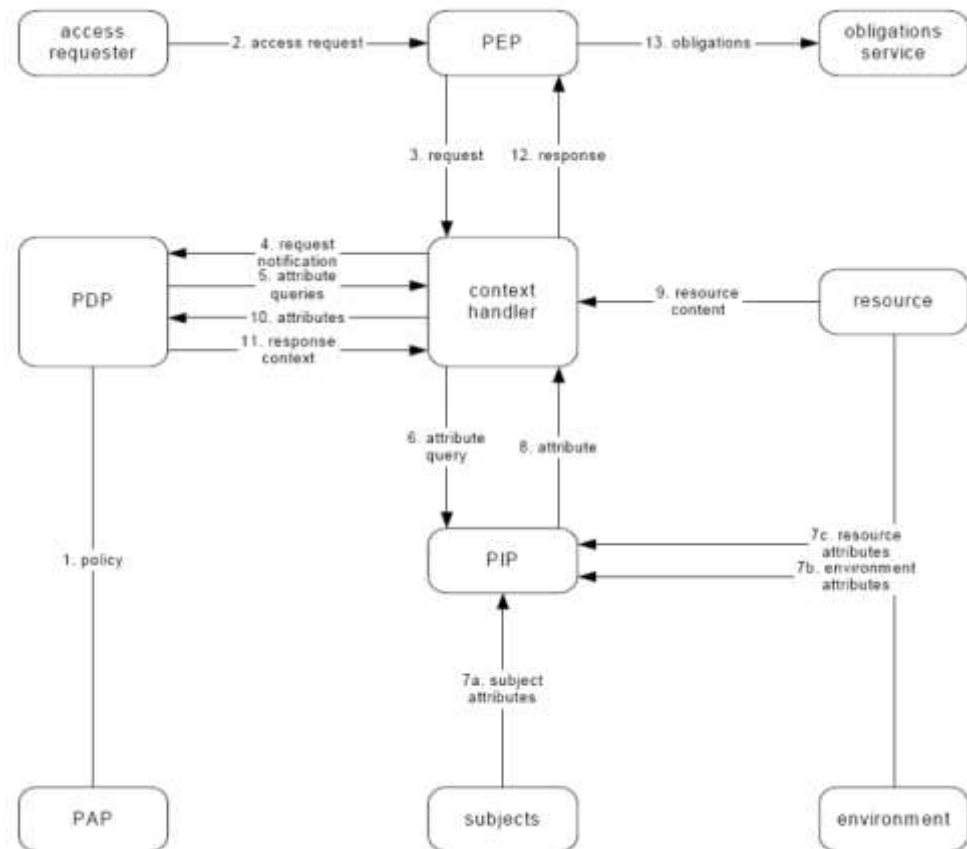 access
requester
2. access request
PEP
13. obligations
obligations
service
3. request
12. response
PDP
4. request
notification
5. attribute
queries
10. attributes
11. response
context
context
handler
9. resource
content
resource
6. attribute
query
8. attribute
1. policy
PIP
7c. resource
attributes
7b. environment
attributes
7a. subject
attributes
PAP
subjects
environment